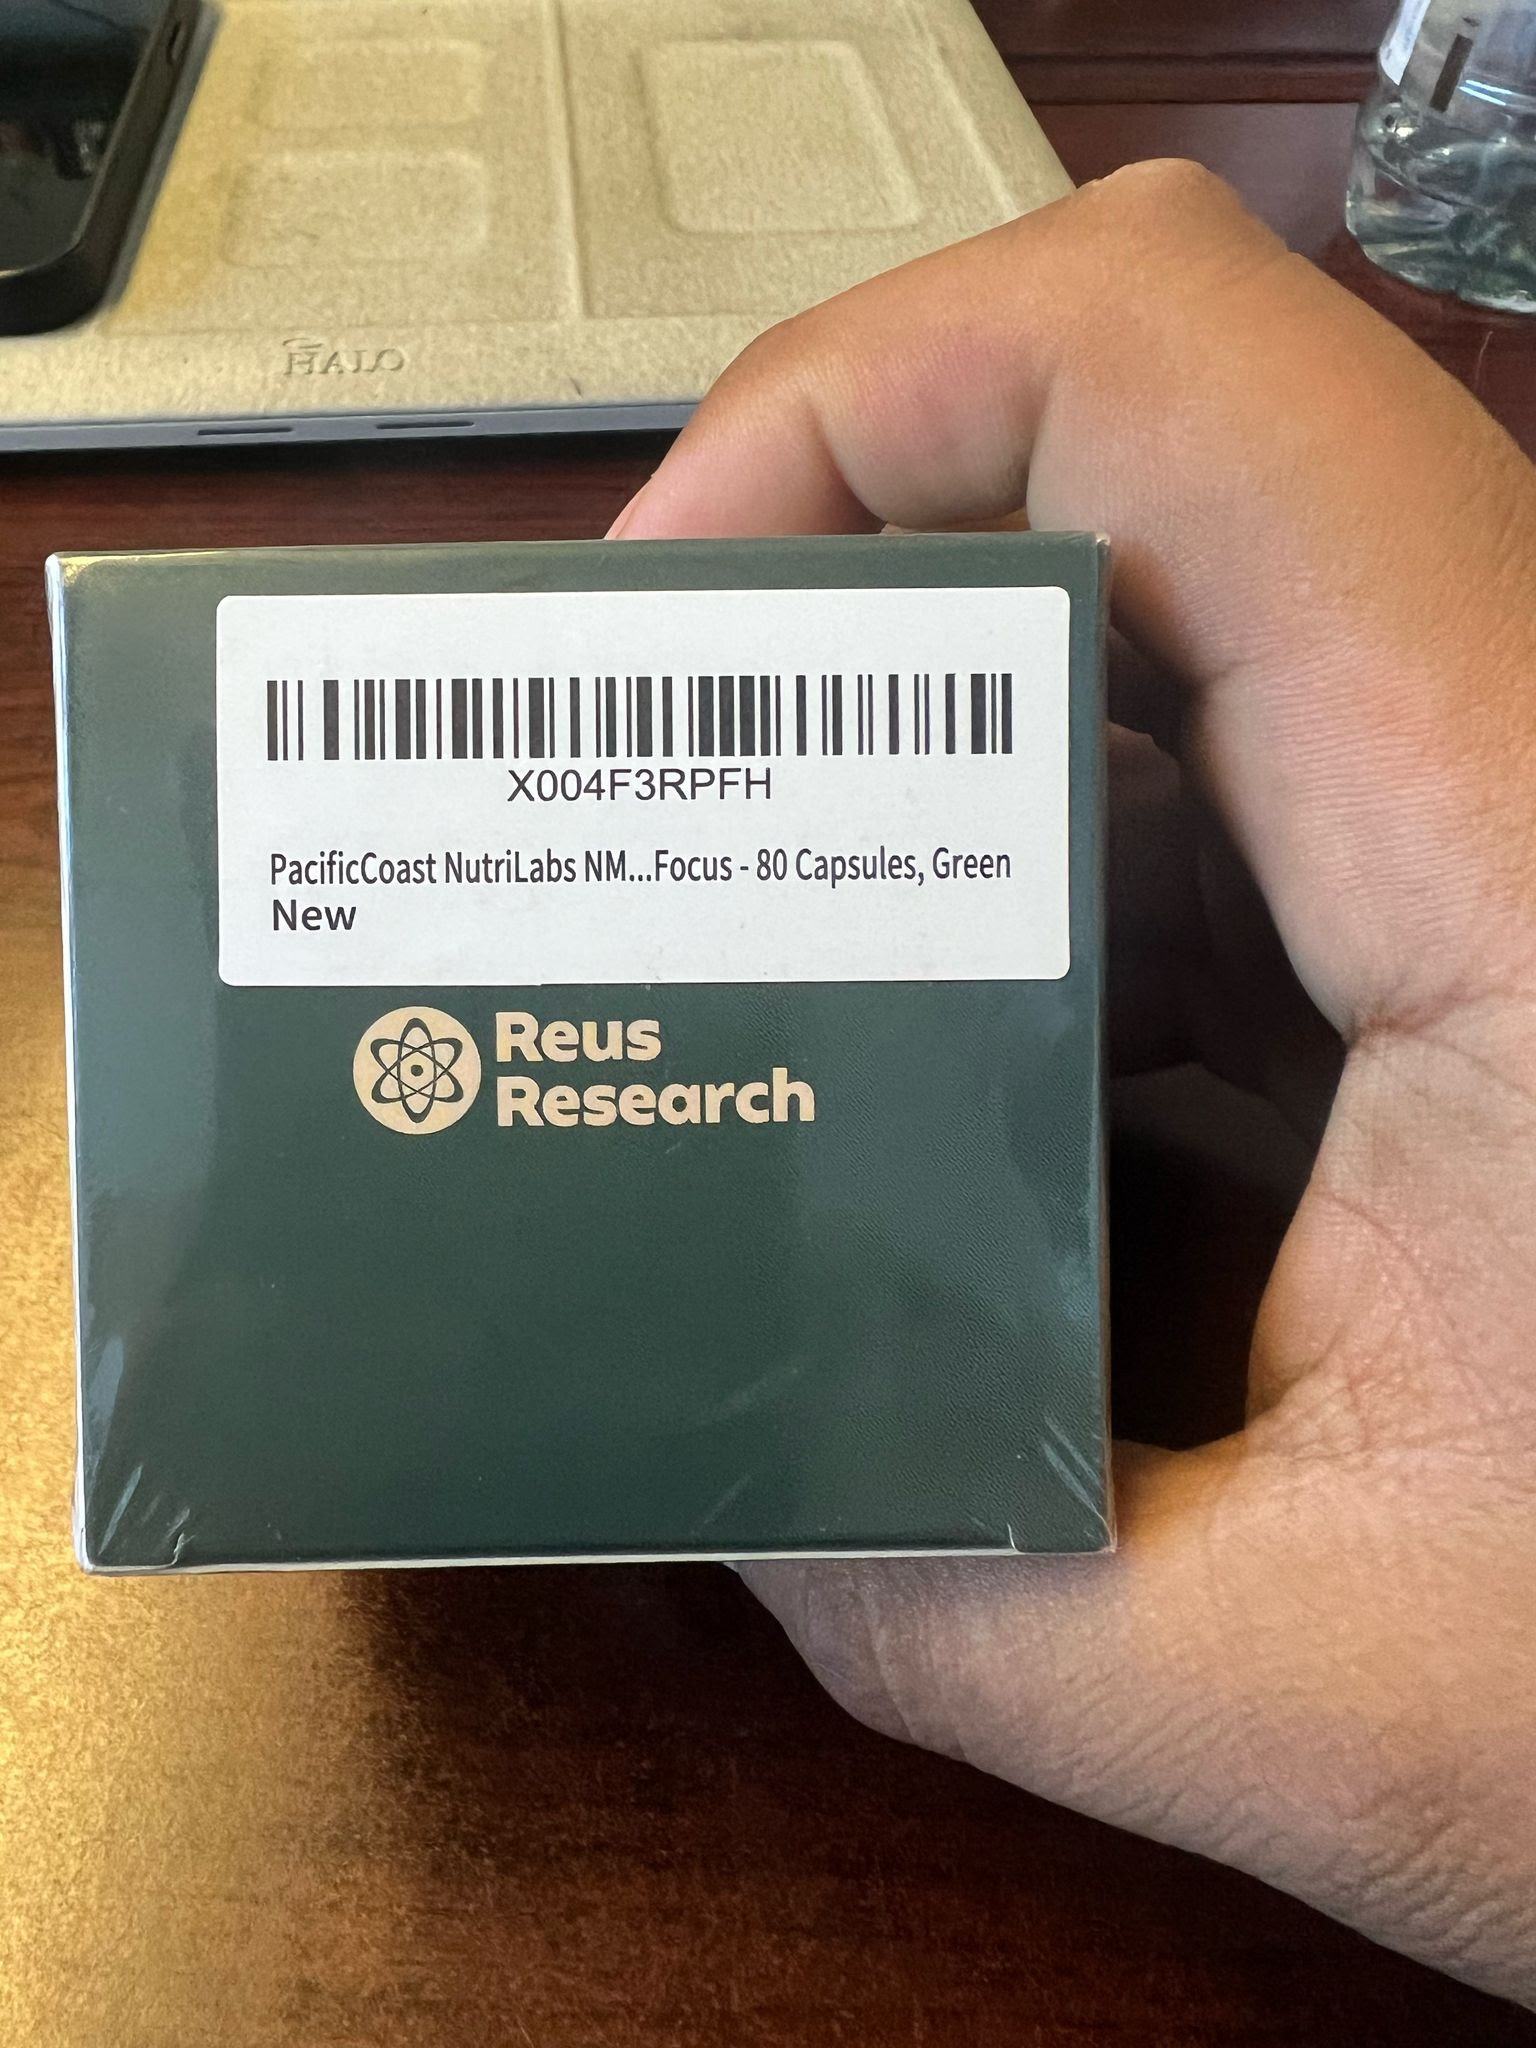 HALO
X004F3RPFH
PacificCoast NutriLabs NM...Focus - 80 Capsules, Green
New
Reus
Research